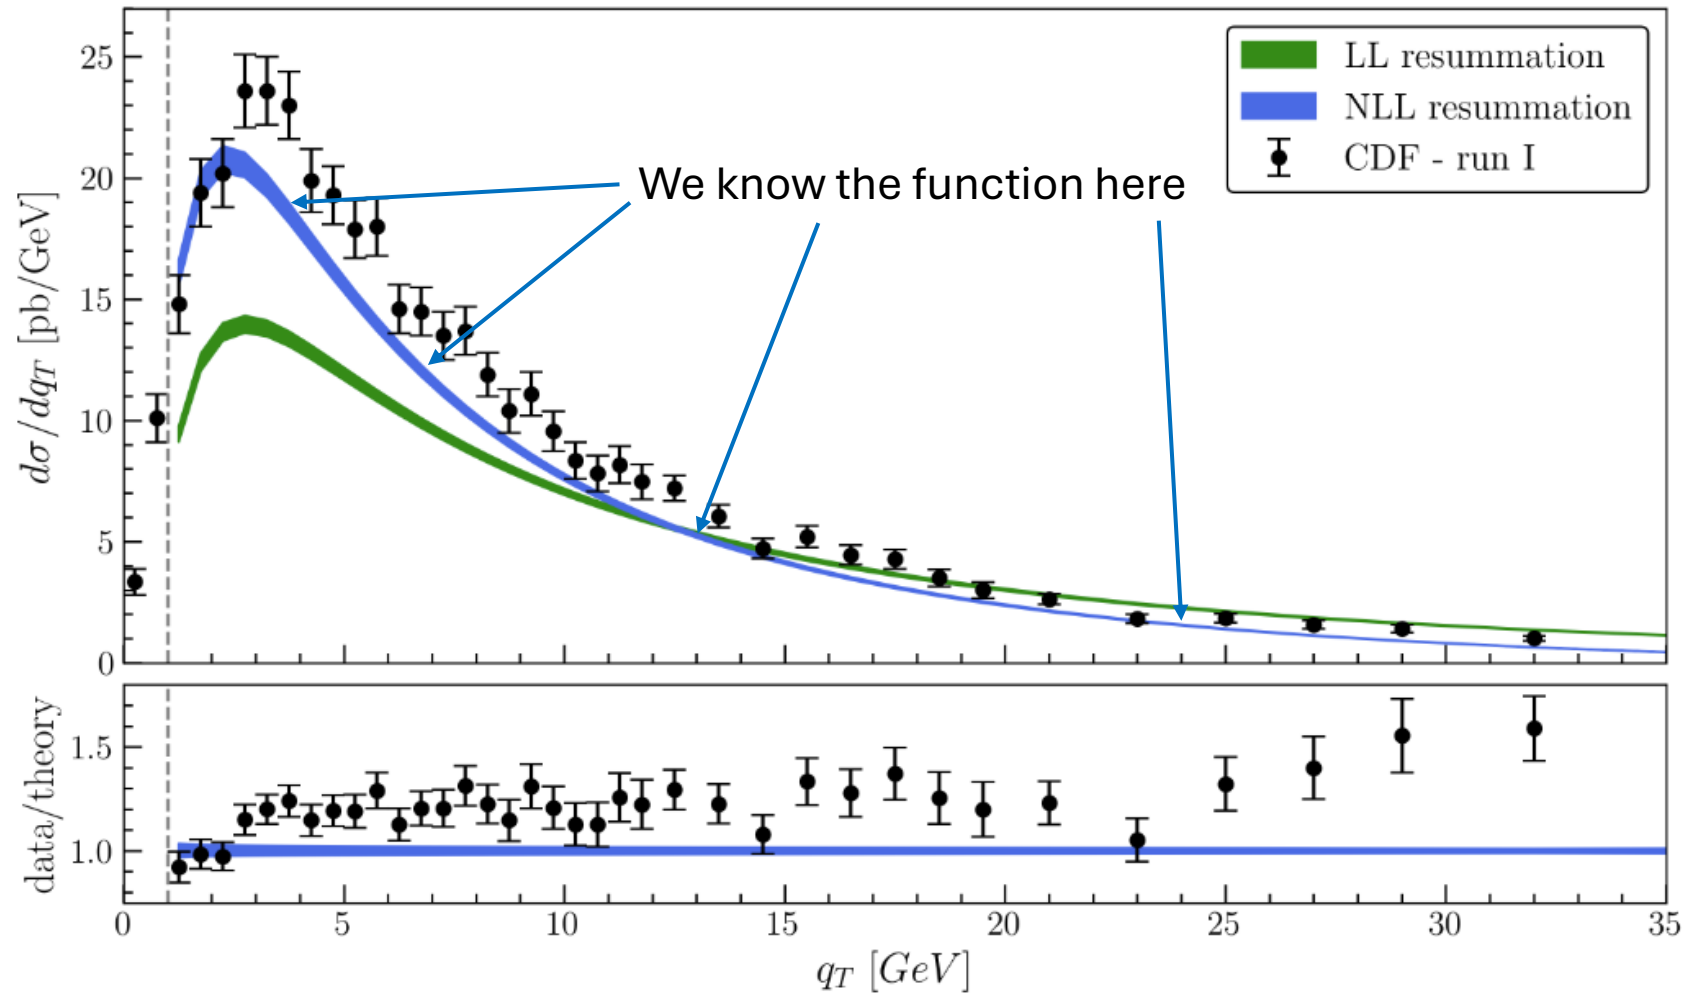 25
20
15
10
5
0
dσ/dq_T [pb/GeV]
LL resummation
NLL resummation
CDF - run I
We know the function here
1.5
1.0
data/theory
0 5 10 15 20 25 30 35
q_T [GeV]